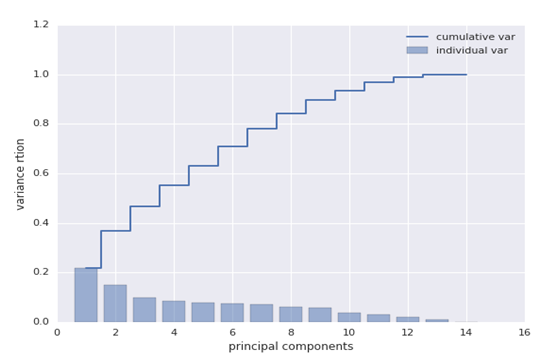 1.2
cumulative var
individual var
1.0
0.8
0.6
0.4
0.2
0.0
variance rtion
0 2 4 6 8 10 12 14 16
principal components